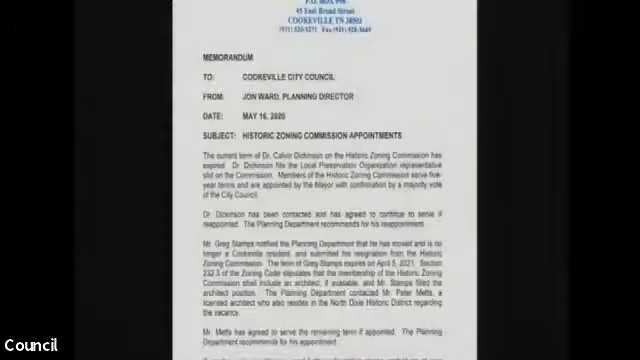 P.O. BOX 998
45 East Broad Street
COOKEVILLE TN 38503
MEMORANDUM
TO: COOKEVILLE CITY COUNCIL
FROM: JON WARD, PLANNING DIRECTOR
DATE: MAY 16, 2020
SUBJECT: HISTORIC ZONING COMMISSION APPOINTMENTS
The current term of Dr. Calvin Dickinson on the Historic Zoning Commission has
expired. Dr. Dickinson fills the Local Preservation Organization representative
slot on the Commission. Members of the Historic Zoning Commission serve five-
year terms and are appointed by the Mayor with confirmation by a majority vote
of the City Council.
Dr. Dickinson has been contacted and has agreed to continue to serve if
reappointed. The Planning Department recommends for his reappointment.
Mr. Greg Stamps notified the Planning Department that he has moved and is no
longer a Cookeville resident, and submitted his resignation from the Historic
Zoning Commission. The term of Greg Stamps expires on April 5, 2021. Section
232.3 of the Zoning Code stipulates that the membership of the Historic Zoning
Commission shall include an architect, if available, and Mr. Stamps filled the
architect position. The Planning Department contacted Mr. Peter Metts, a
licensed architect who also resides in the North Dixie Historic District regarding
the vacancy.
Mr. Metts has agreed to serve the remaining term if appointed. The Planning
Department recommends for his appointment.
Council